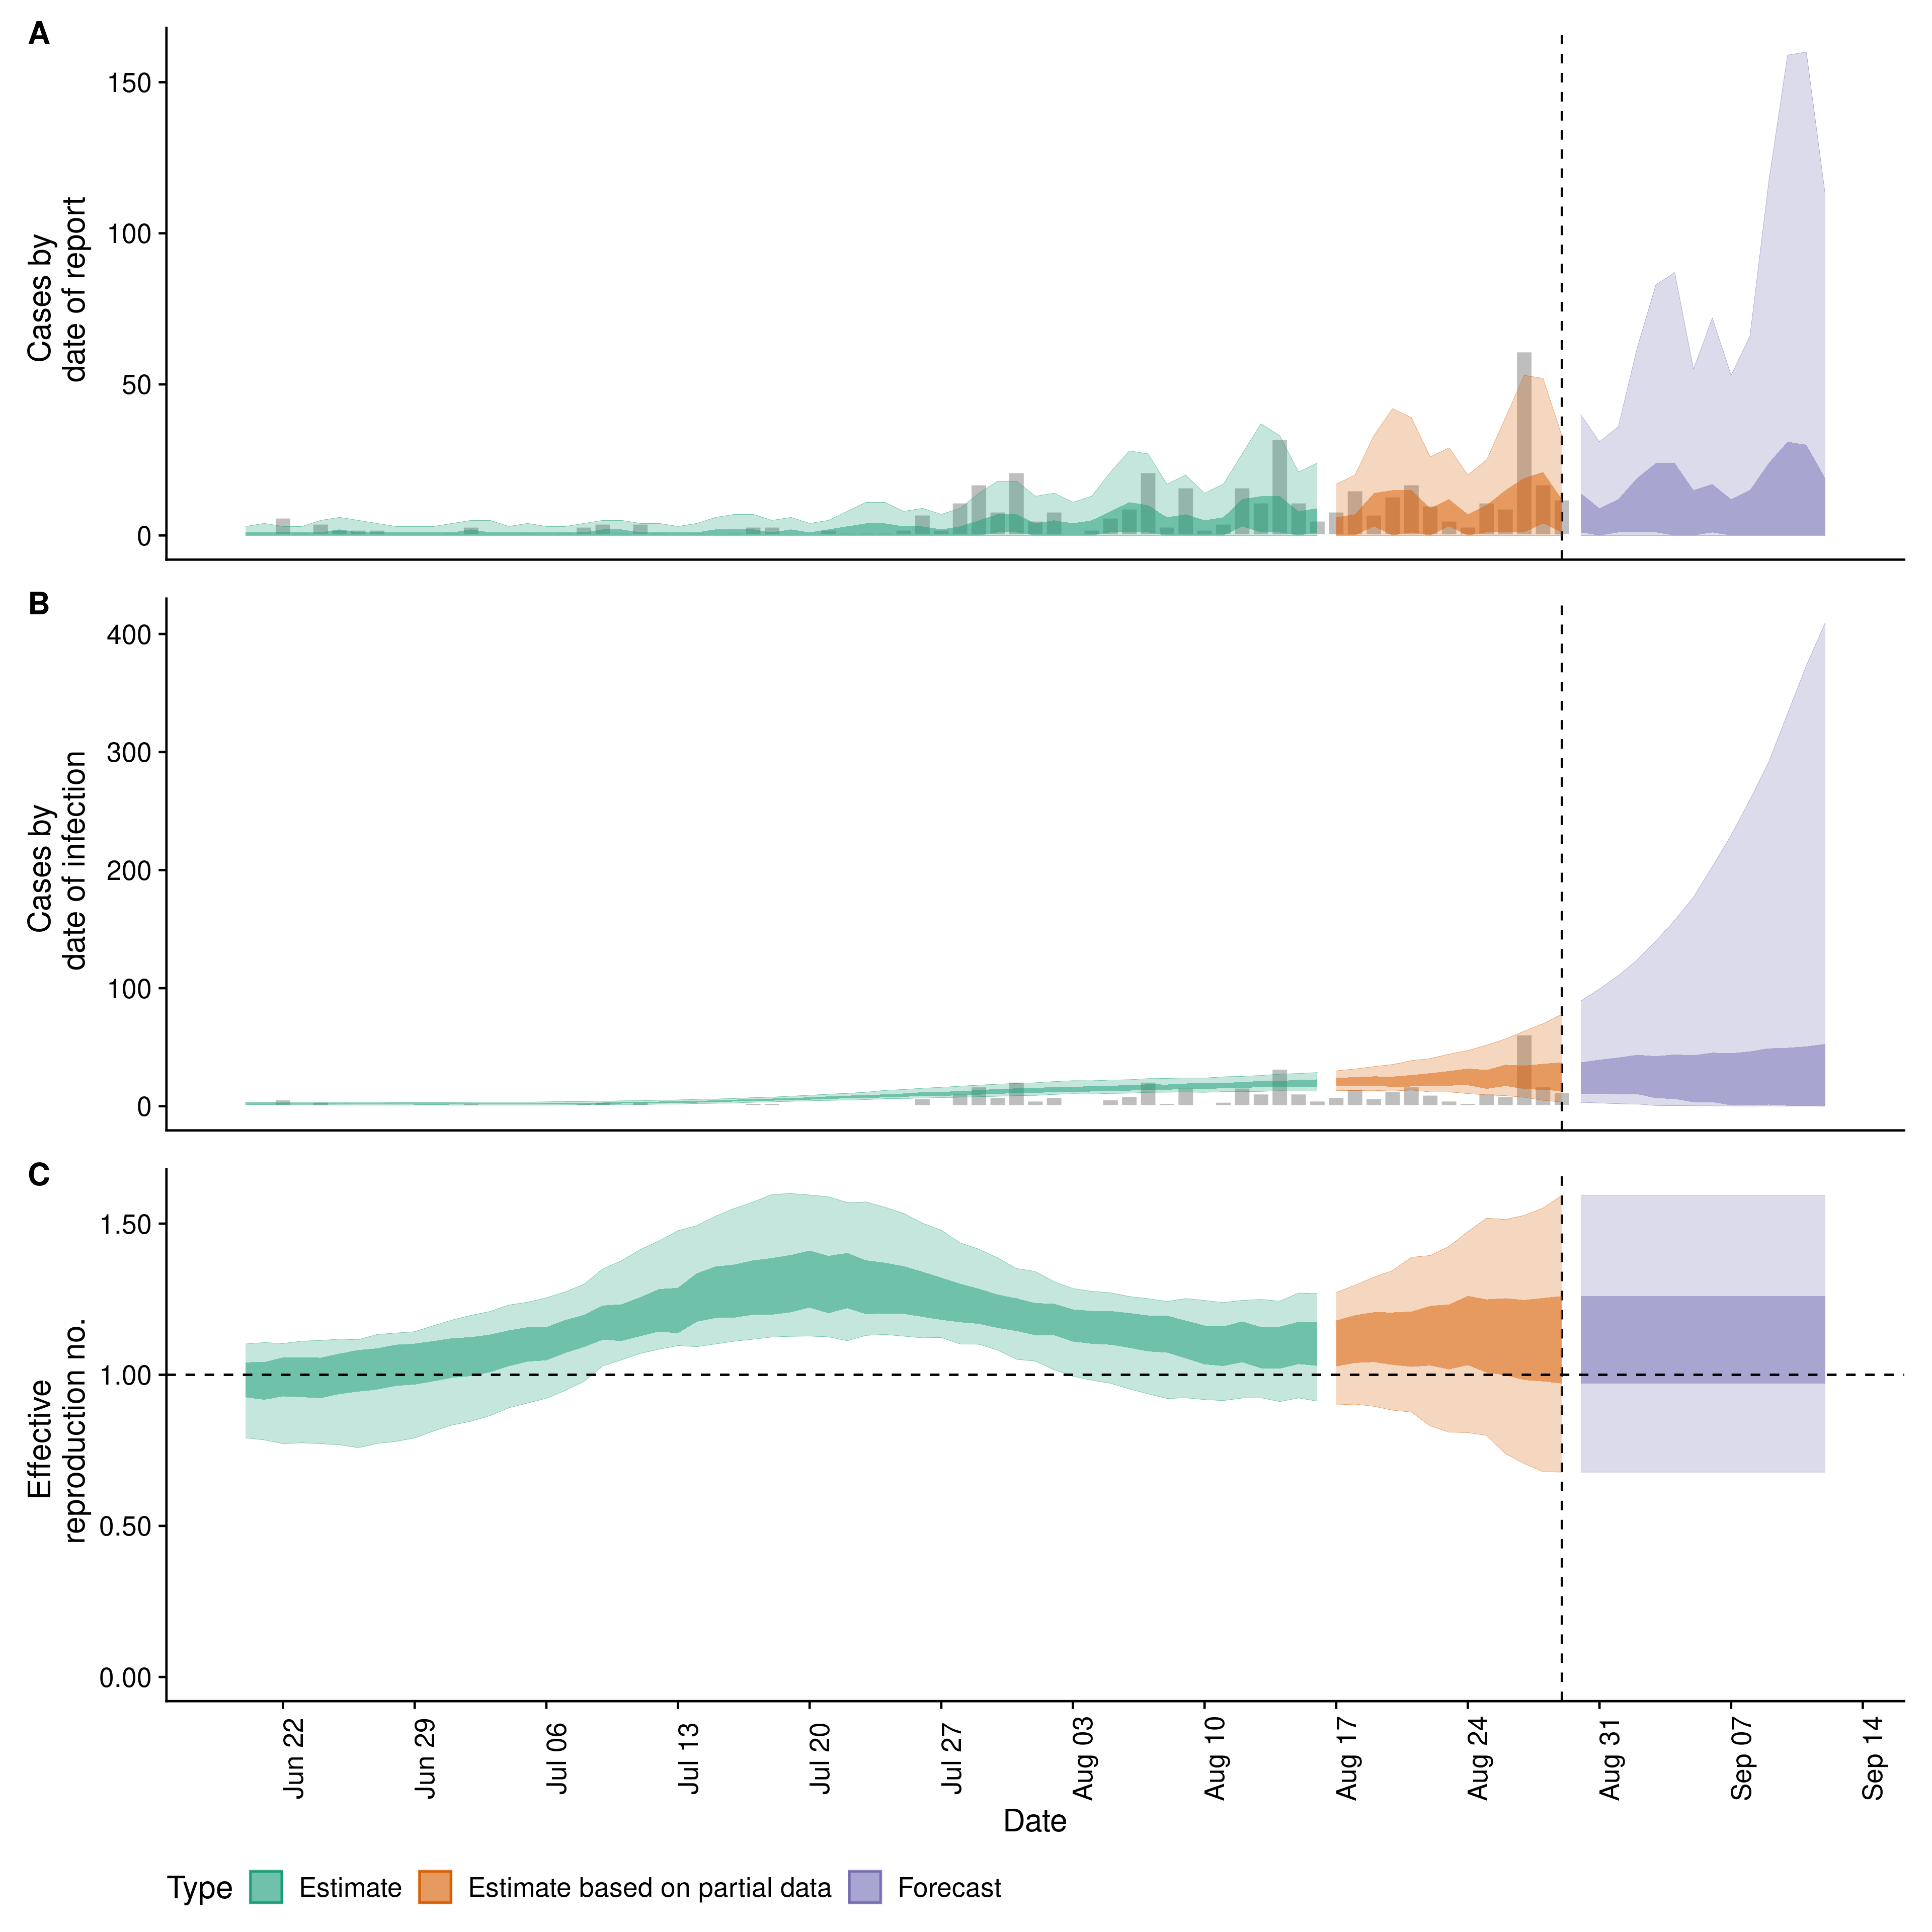 A
Cases by
date of report
150
100
50
0
B
Cases by
date of infection
400
300
200
100
0
C
Effective
reproduction no.
1.50
1.00
0.50
0.00
Jun 22
Jun 29
Jul 06
Jul 13
Jul 20
Jul 27
Aug 03
Aug 10
Aug 17
Aug 24
Aug 31
Sep 07
Sep 14
Date
Type Estimate Estimate based on partial data Forecast